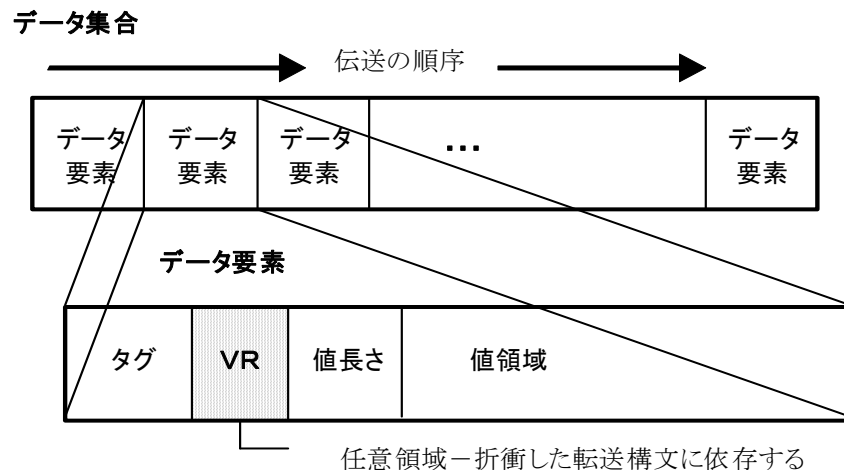 データ集合
伝送の順序
データ
要素
データ
要素
データ
要素
...
データ
要素
データ要素
タグ
VR
値長さ
値領域
任意領域－折衝した転送構文に依存する